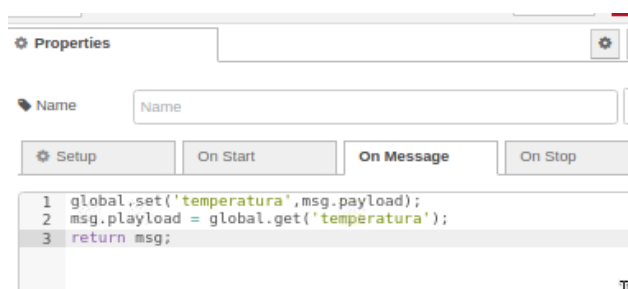 Properties
Name Name
Setup On Start On Message On Stop
1 global.set('temperatura',msg.payload);
2 msg.playload = global.get('temperatura');
3 return msg;